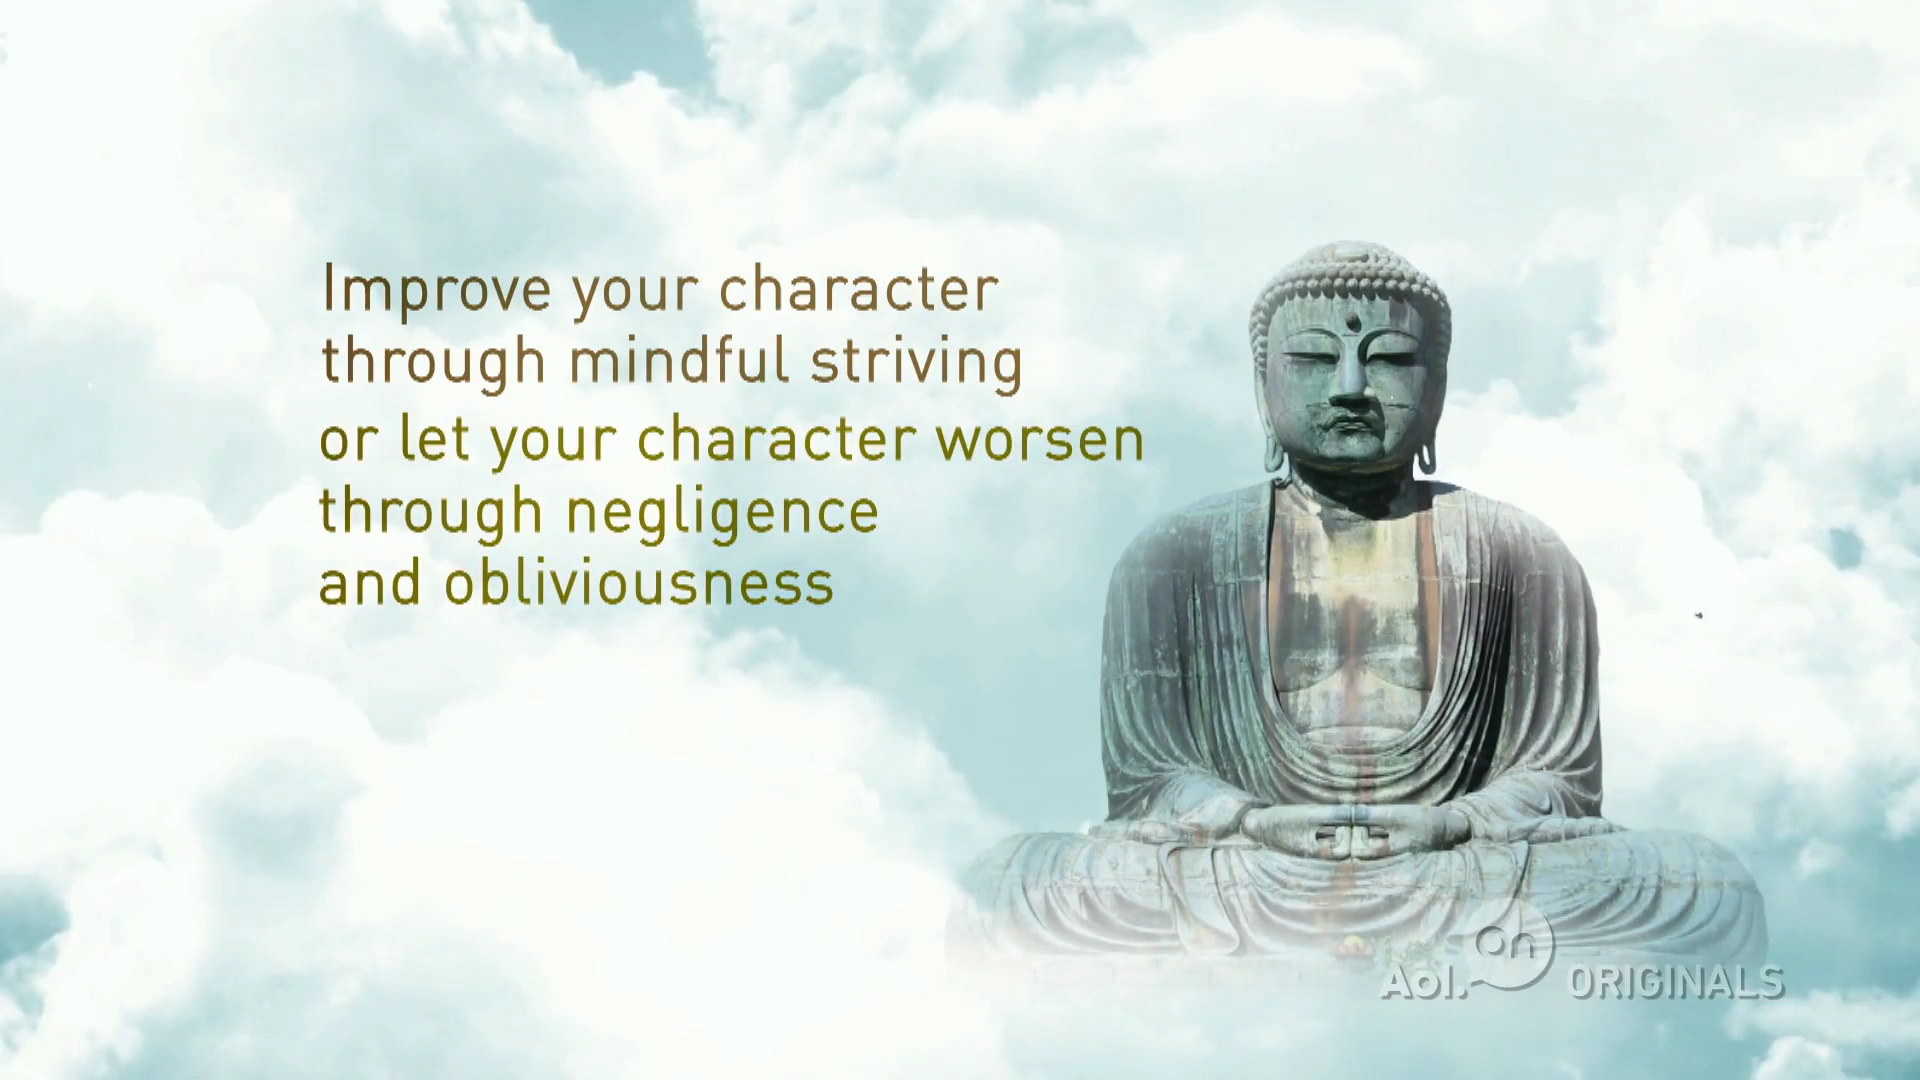 Improve your character
through mindful striving
or let your character worsen
through negligence
and obliviousness
Aol. On ORIGINALS